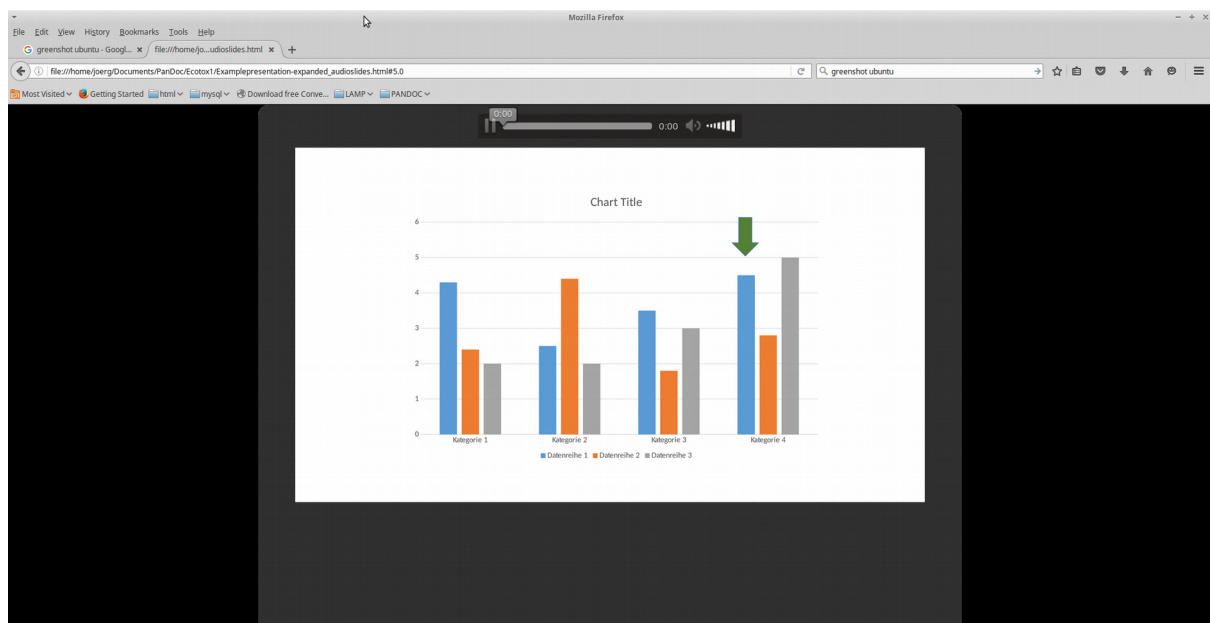 Mozilla Firefox
File Edit View History Bookmarks Tools Help
greenshot ubuntu - Googl... file:///home/jo...udioslides.html
file:///home/joerg/Documents/PanDoc/Ecotox1/Examplepresentation-expanded_audioslides.html#5.0 greenshot ubuntu
Most Visited Getting Started html mysql Download free Conve... LAMP PANDOC
0:00
0:00
Chart Title
6
5
4
3
2
1
0
Kategorie 1 Kategorie 2 Kategorie 3 Kategorie 4
Datenreihe 1 Datenreihe 2 Datenreihe 3